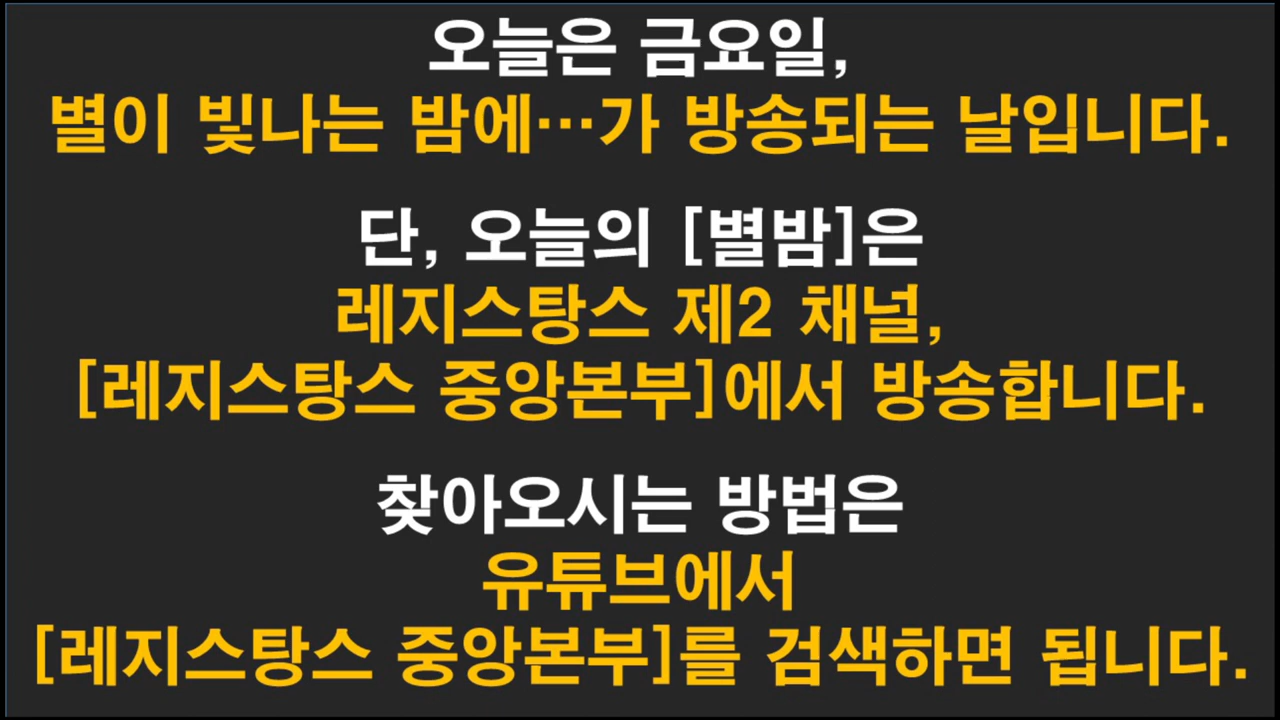 오늘은 금요일,
별이 빛나는 밤에…가 방송되는 날입니다.
단, 오늘의 [별밤]은
레지스탕스 제2 채널,
[레지스탕스 중앙본부]에서 방송합니다.
찾아오시는 방법은
유튜브에서
[레지스탕스 중앙본부]를 검색하면 됩니다.